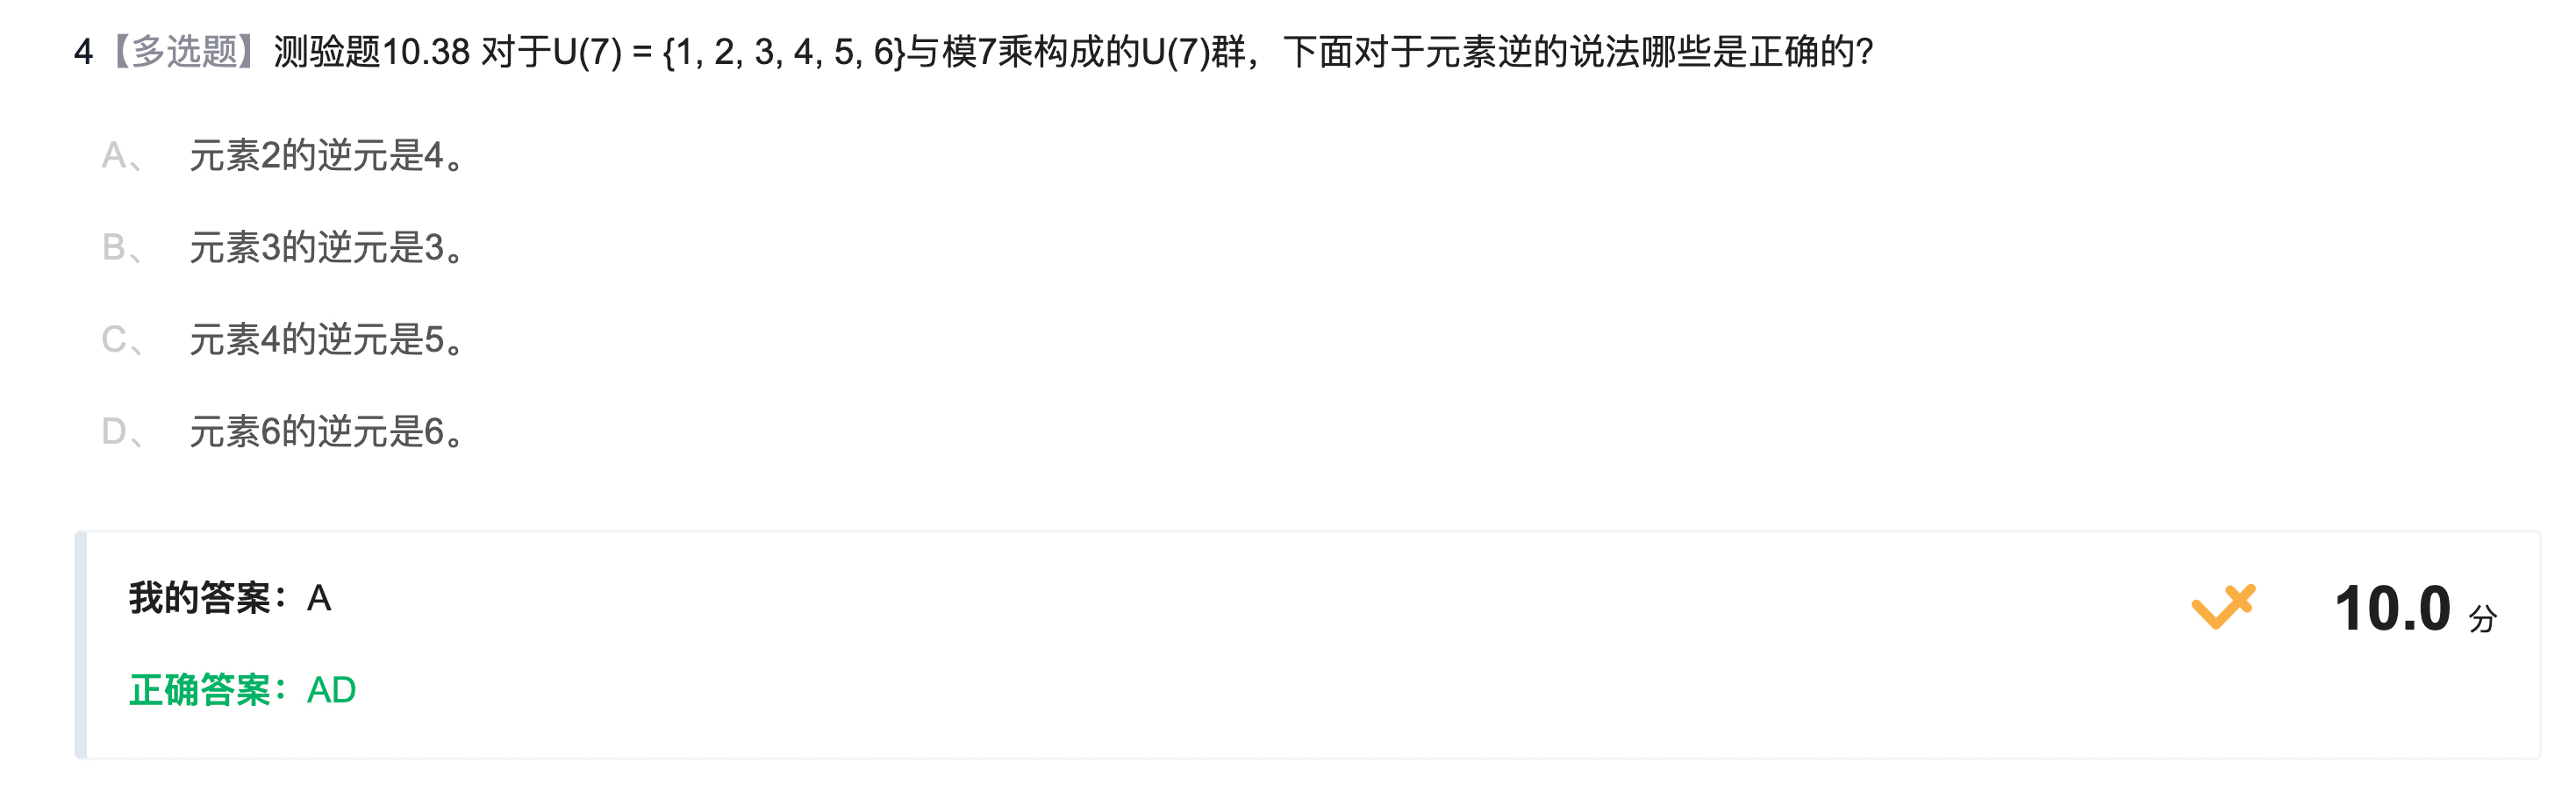 4【多选题】测验题10.38 对于U(7) = {1, 2, 3, 4, 5, 6}与模7乘构成的U(7)群，下面对于元素逆的说法哪些是正确的?
A、 元素2的逆元是4。
B、 元素3的逆元是3。
C、 元素4的逆元是5。
D、 元素6的逆元是6。
我的答案：A
10.0 分
正确答案：AD